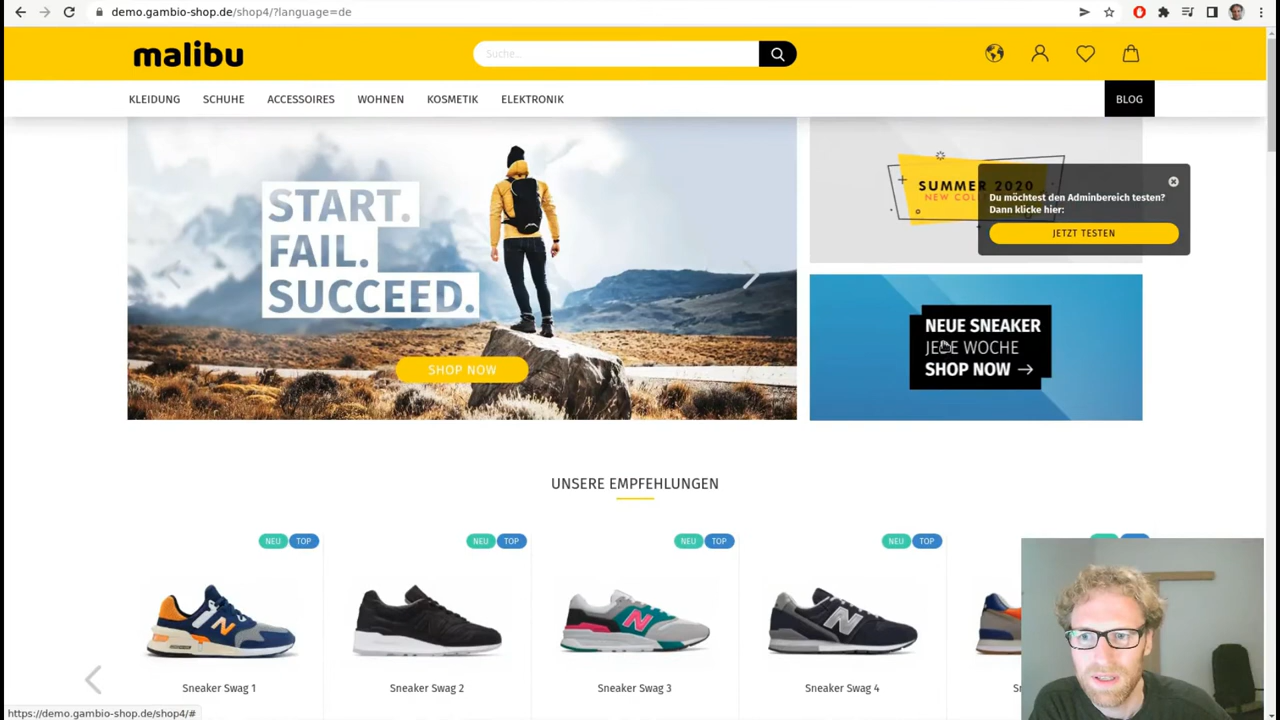 demo.gambio-shop.de/shop4/?language=de
malibu
Suche...
KLEIDUNG
SCHUHE
ACCESSOIRES
WOHNEN
KOSMETIK
ELEKTRONIK
BLOG
START.
FAIL.
SUCCEED.
SHOP NOW
SUMMER 2020
Du möchtest den Adminbereich testen?
Dann klicke hier:
JETZT TESTEN
NEUE SNEAKER
JEDE WOCHE
SHOP NOW →
UNSERE EMPFEHLUNGEN
NEU TOP
NEU TOP
NEU TOP
NEU TOP
Sneaker Swag 1
Sneaker Swag 2
Sneaker Swag 3
Sneaker Swag 4
https://demo.gambio-shop.de/shop4/#